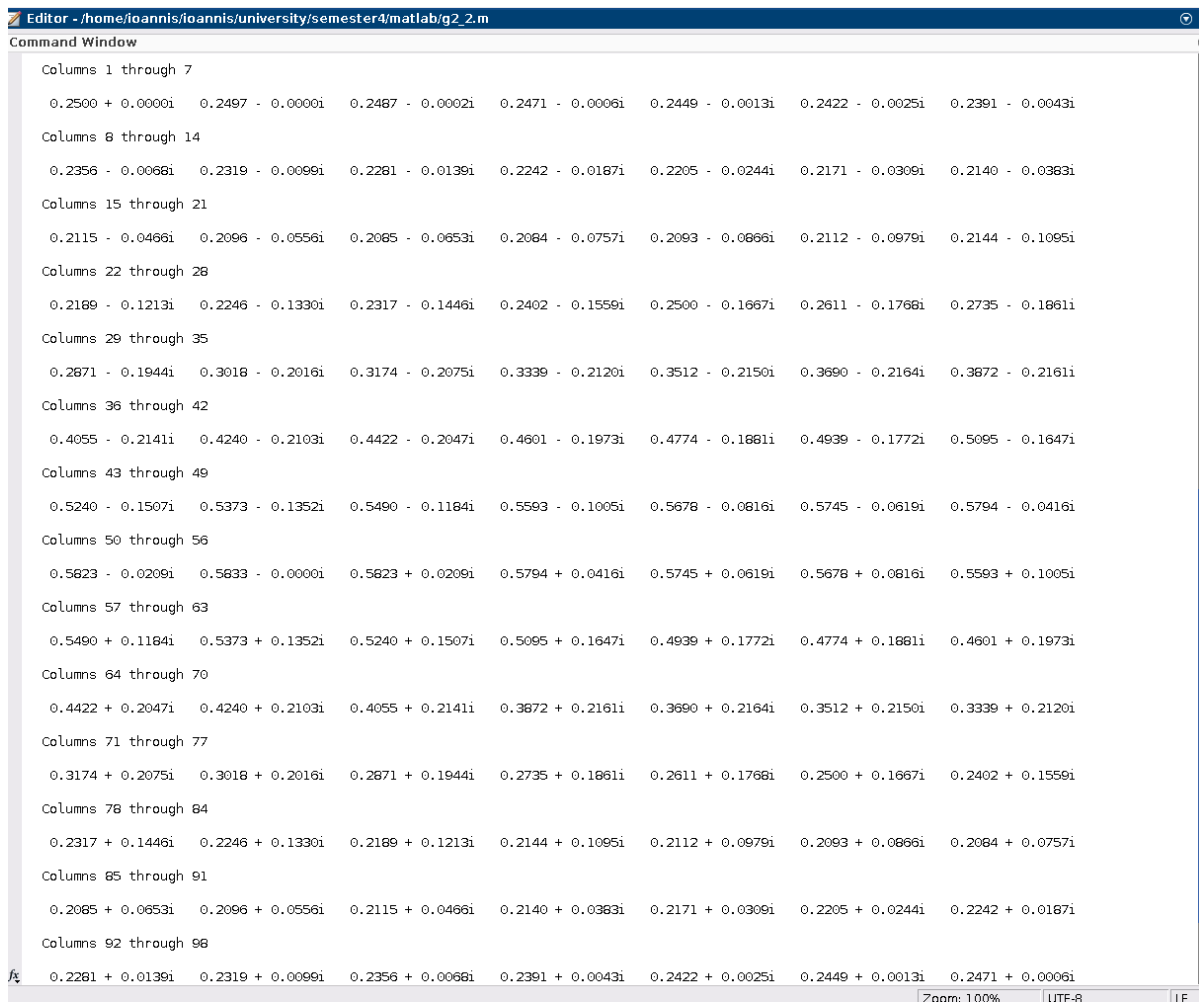 Editor - /home/ioannis/ioannis/university/semester4/matlab/g2_2.m
Command Window
Columns 1 through 7
0.2500 + 0.0000i 0.2497 - 0.0000i 0.2487 - 0.0002i 0.2471 - 0.0006i 0.2449 - 0.0013i 0.2422 - 0.0025i 0.2391 - 0.0043i
Columns 8 through 14
0.2356 - 0.0068i 0.2319 - 0.0099i 0.2281 - 0.0139i 0.2242 - 0.0187i 0.2205 - 0.0244i 0.2171 - 0.0309i 0.2140 - 0.0383i
Columns 15 through 21
0.2115 - 0.0466i 0.2096 - 0.0556i 0.2085 - 0.0653i 0.2084 - 0.0757i 0.2093 - 0.0866i 0.2112 - 0.0979i 0.2144 - 0.1095i
Columns 22 through 28
0.2189 - 0.1213i 0.2246 - 0.1330i 0.2317 - 0.1446i 0.2402 - 0.1559i 0.2500 - 0.1667i 0.2611 - 0.1768i 0.2735 - 0.1861i
Columns 29 through 35
0.2871 - 0.1944i 0.3018 - 0.2016i 0.3174 - 0.2075i 0.3339 - 0.2120i 0.3512 - 0.2150i 0.3690 - 0.2164i 0.3872 - 0.2161i
Columns 36 through 42
0.4055 - 0.2141i 0.4240 - 0.2103i 0.4422 - 0.2047i 0.4601 - 0.1973i 0.4774 - 0.1881i 0.4939 - 0.1772i 0.5095 - 0.1647i
Columns 43 through 49
0.5240 - 0.1507i 0.5373 - 0.1352i 0.5490 - 0.1184i 0.5593 - 0.1005i 0.5678 - 0.0816i 0.5745 - 0.0619i 0.5794 - 0.0416i
Columns 50 through 56
0.5823 - 0.0209i 0.5833 - 0.0000i 0.5823 + 0.0209i 0.5794 + 0.0416i 0.5745 + 0.0619i 0.5678 + 0.0816i 0.5593 + 0.1005i
Columns 57 through 63
0.5490 + 0.1184i 0.5373 + 0.1352i 0.5240 + 0.1507i 0.5095 + 0.1647i 0.4939 + 0.1772i 0.4774 + 0.1881i 0.4601 + 0.1973i
Columns 64 through 70
0.4422 + 0.2047i 0.4240 + 0.2103i 0.4055 + 0.2141i 0.3872 + 0.2161i 0.3690 + 0.2164i 0.3512 + 0.2150i 0.3339 + 0.2120i
Columns 71 through 77
0.3174 + 0.2075i 0.3018 + 0.2016i 0.2871 + 0.1944i 0.2735 + 0.1861i 0.2611 + 0.1768i 0.2500 + 0.1667i 0.2402 + 0.1559i
Columns 78 through 84
0.2317 + 0.1446i 0.2246 + 0.1330i 0.2189 + 0.1213i 0.2144 + 0.1095i 0.2112 + 0.0979i 0.2093 + 0.0866i 0.2084 + 0.0757i
Columns 85 through 91
0.2085 + 0.0653i 0.2096 + 0.0556i 0.2115 + 0.0466i 0.2140 + 0.0383i 0.2171 + 0.0309i 0.2205 + 0.0244i 0.2242 + 0.0187i
Columns 92 through 98
fx 0.2281 + 0.0139i 0.2319 + 0.0099i 0.2356 + 0.0068i 0.2391 + 0.0043i 0.2422 + 0.0025i 0.2449 + 0.0013i 0.2471 + 0.0006i
Zoom: 100% UTF-8